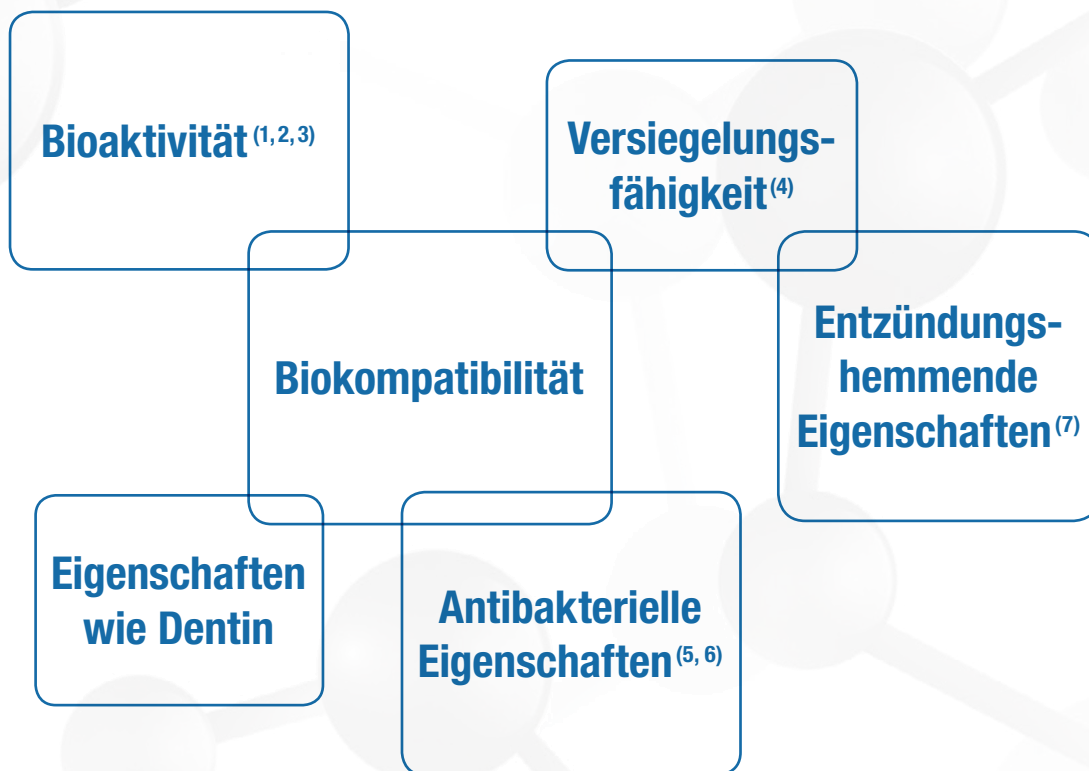 Bioaktivität (1, 2, 3)
Versiegelungs-
fähigkeit (4)
Biokompatibilität
Entzündungs-
hemmende
Eigenschaften (7)
Eigenschaften
wie Dentin
Antibakterielle
Eigenschaften (5, 6)